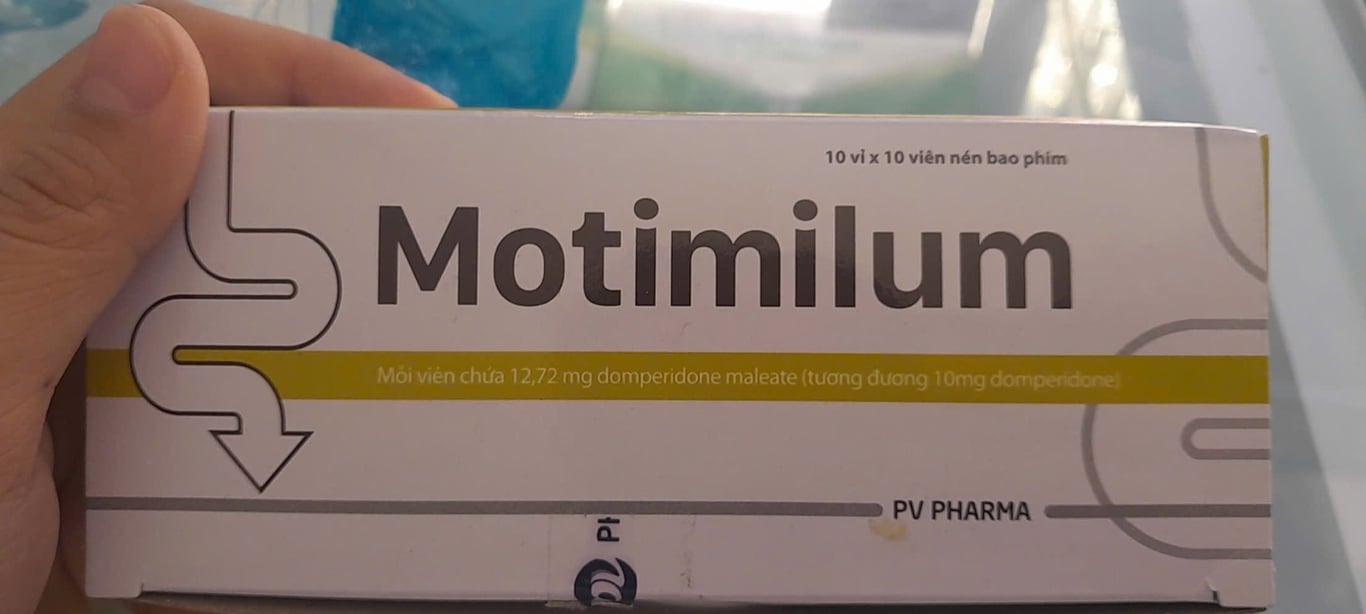 10 vỉ x 10 viên nén bao phim
Motimilum
Mỗi viên chứa 12,72 mg domperidone maleate (tương đương 10mg domperidone)
PV PHARMA